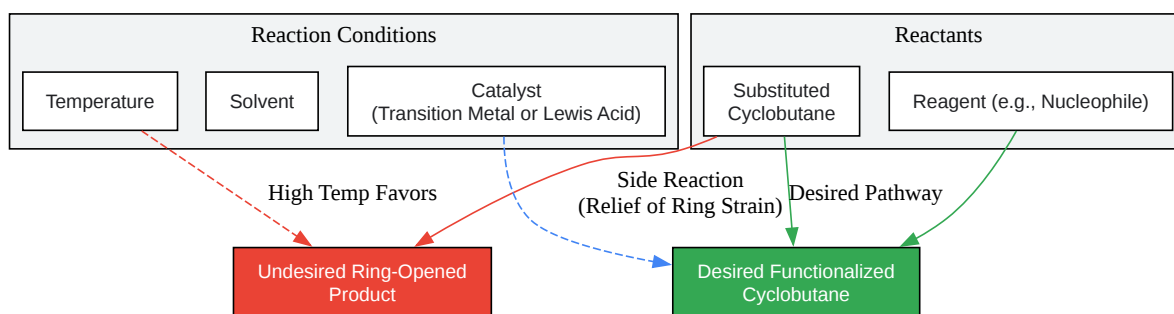 Reaction Conditions
Reactants
Temperature
Solvent
Catalyst
(Transition Metal or Lewis Acid)
Substituted
Cyclobutane
Reagent (e.g., Nucleophile)
High Temp Favors
Side Reaction
(Relief of Ring Strain)
Desired Pathway
Undesired Ring-Opened
Product
Desired Functionalized
Cyclobutane